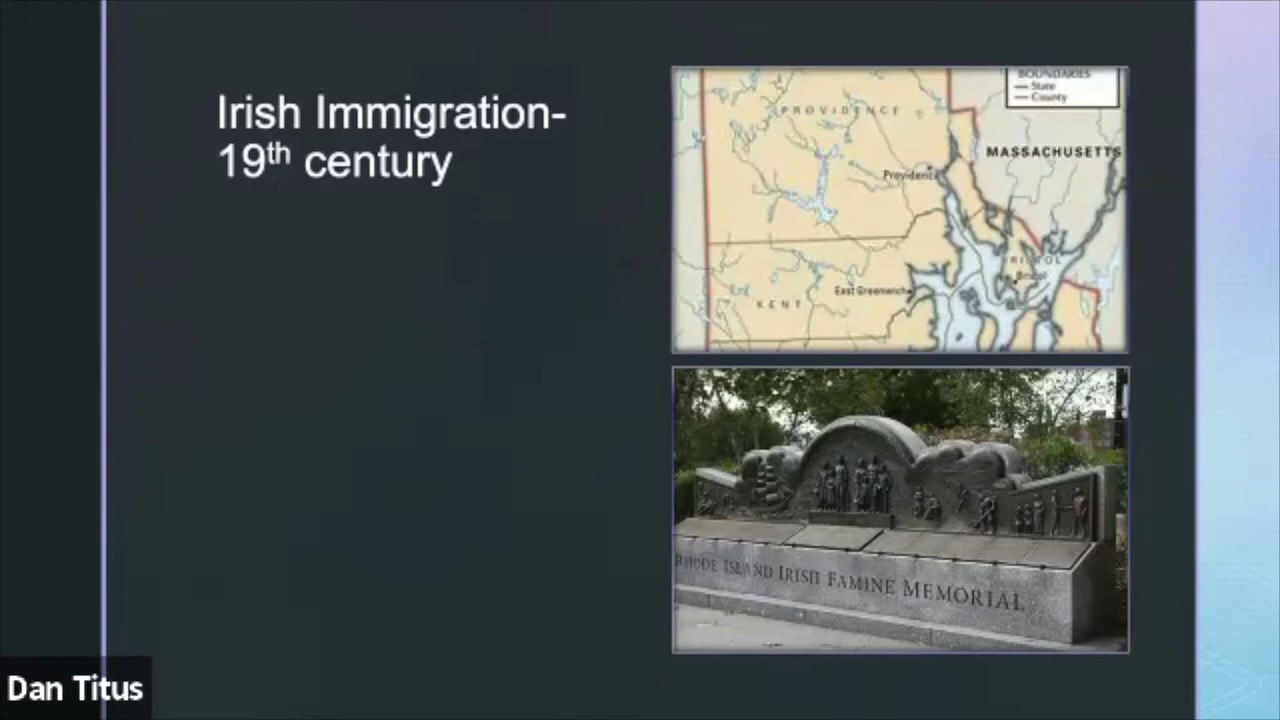 Irish Immigration-
19th century
BOUNDARIES
State
County
PROVIDENCE
MASSACHUSETTS
Providence
BRISTOL
Bristol
East Greenwich
KENT
RHODE ISLAND IRISH FAMINE MEMORIAL
Dan Titus